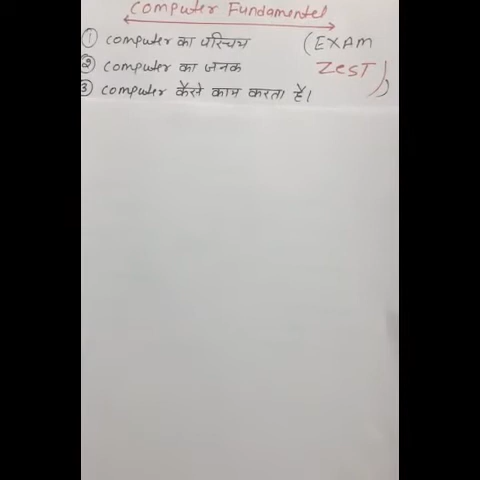 Computer Fundamentel
① Computer का परिचय (EXAM
② Computer का जनक ZEST)
③ Computer कैसे काम करता है।